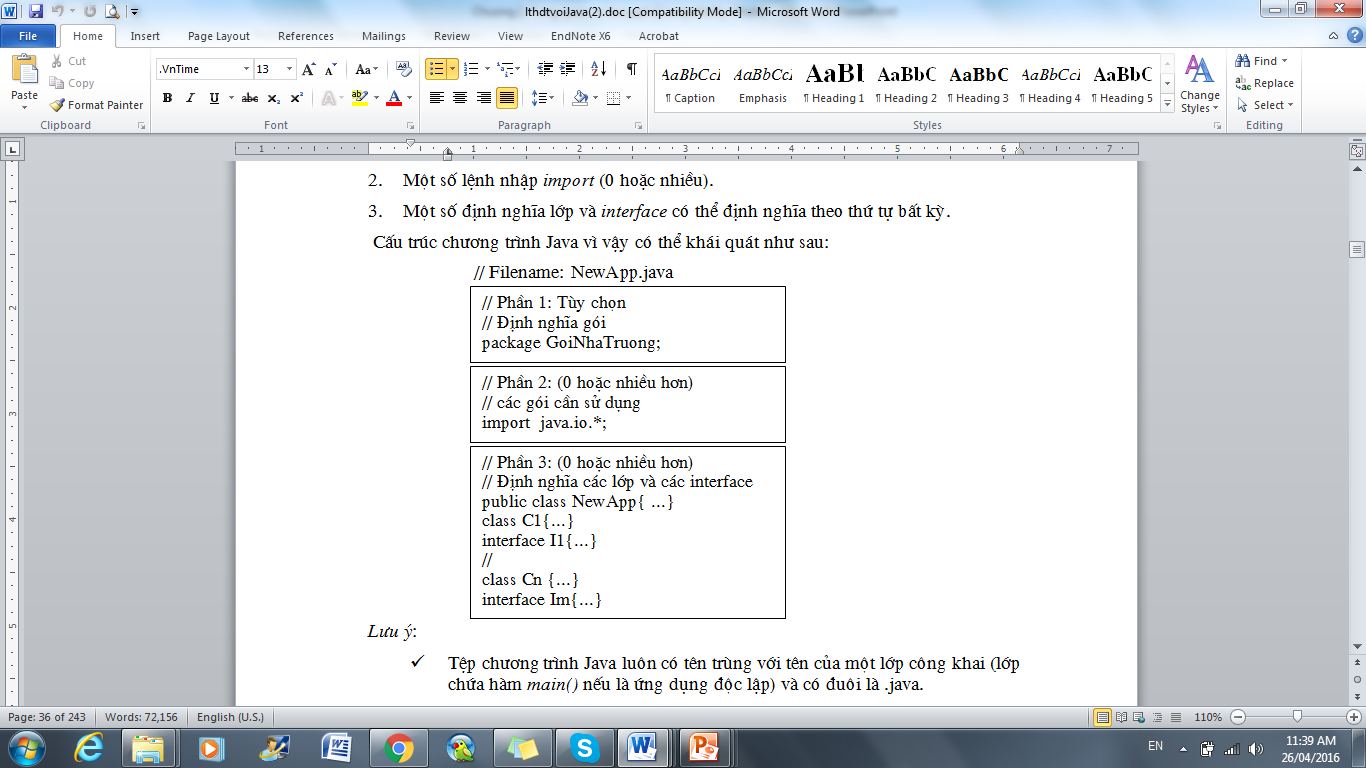 lthdtvoiJava(2).doc [Compatibility Mode] - Microsoft Word
File Home Insert Page Layout References Mailings Review View EndNote X6 Acrobat
Paste
Cut
Copy
Format Painter
Clipboard
.VnTime 13
Font
Paragraph
AaBbCcI AaBbCcI AaBl AaBbC AaBbC AaBbCcI AaBbC
¶ Caption Emphasis ¶ Heading 1 ¶ Heading 2 ¶ Heading 3 ¶ Heading 4 ¶ Heading 5
Styles
Change Styles
Find
Replace
Select
Editing
1 1 2 3 4 5 6 7
2. Một số lệnh nhập import (0 hoặc nhiều).
3. Một số định nghĩa lớp và interface có thể định nghĩa theo thứ tự bất kỳ.
Cấu trúc chương trình Java vì vậy có thể khái quát như sau:
// Filename: NewApp.java
// Phần 1: Tùy chọn
// Định nghĩa gói
package GoiNhaTruong;
// Phần 2: (0 hoặc nhiều hơn)
// các gói cần sử dụng
import java.io.*;
// Phần 3: (0 hoặc nhiều hơn)
// Định nghĩa các lớp và các interface
public class NewApp{ ...}
class C1{...}
interface I1{...}
//
class Cn {...}
interface Im{...}
Lưu ý:
✓ Tệp chương trình Java luôn có tên trùng với tên của một lớp công khai (lớp
chứa hàm main() nếu là ứng dụng độc lập) và có đuôi là .java.
Page: 36 of 243 Words: 72,156 English (U.S.) 110%
EN 11:39 AM
26/04/2016